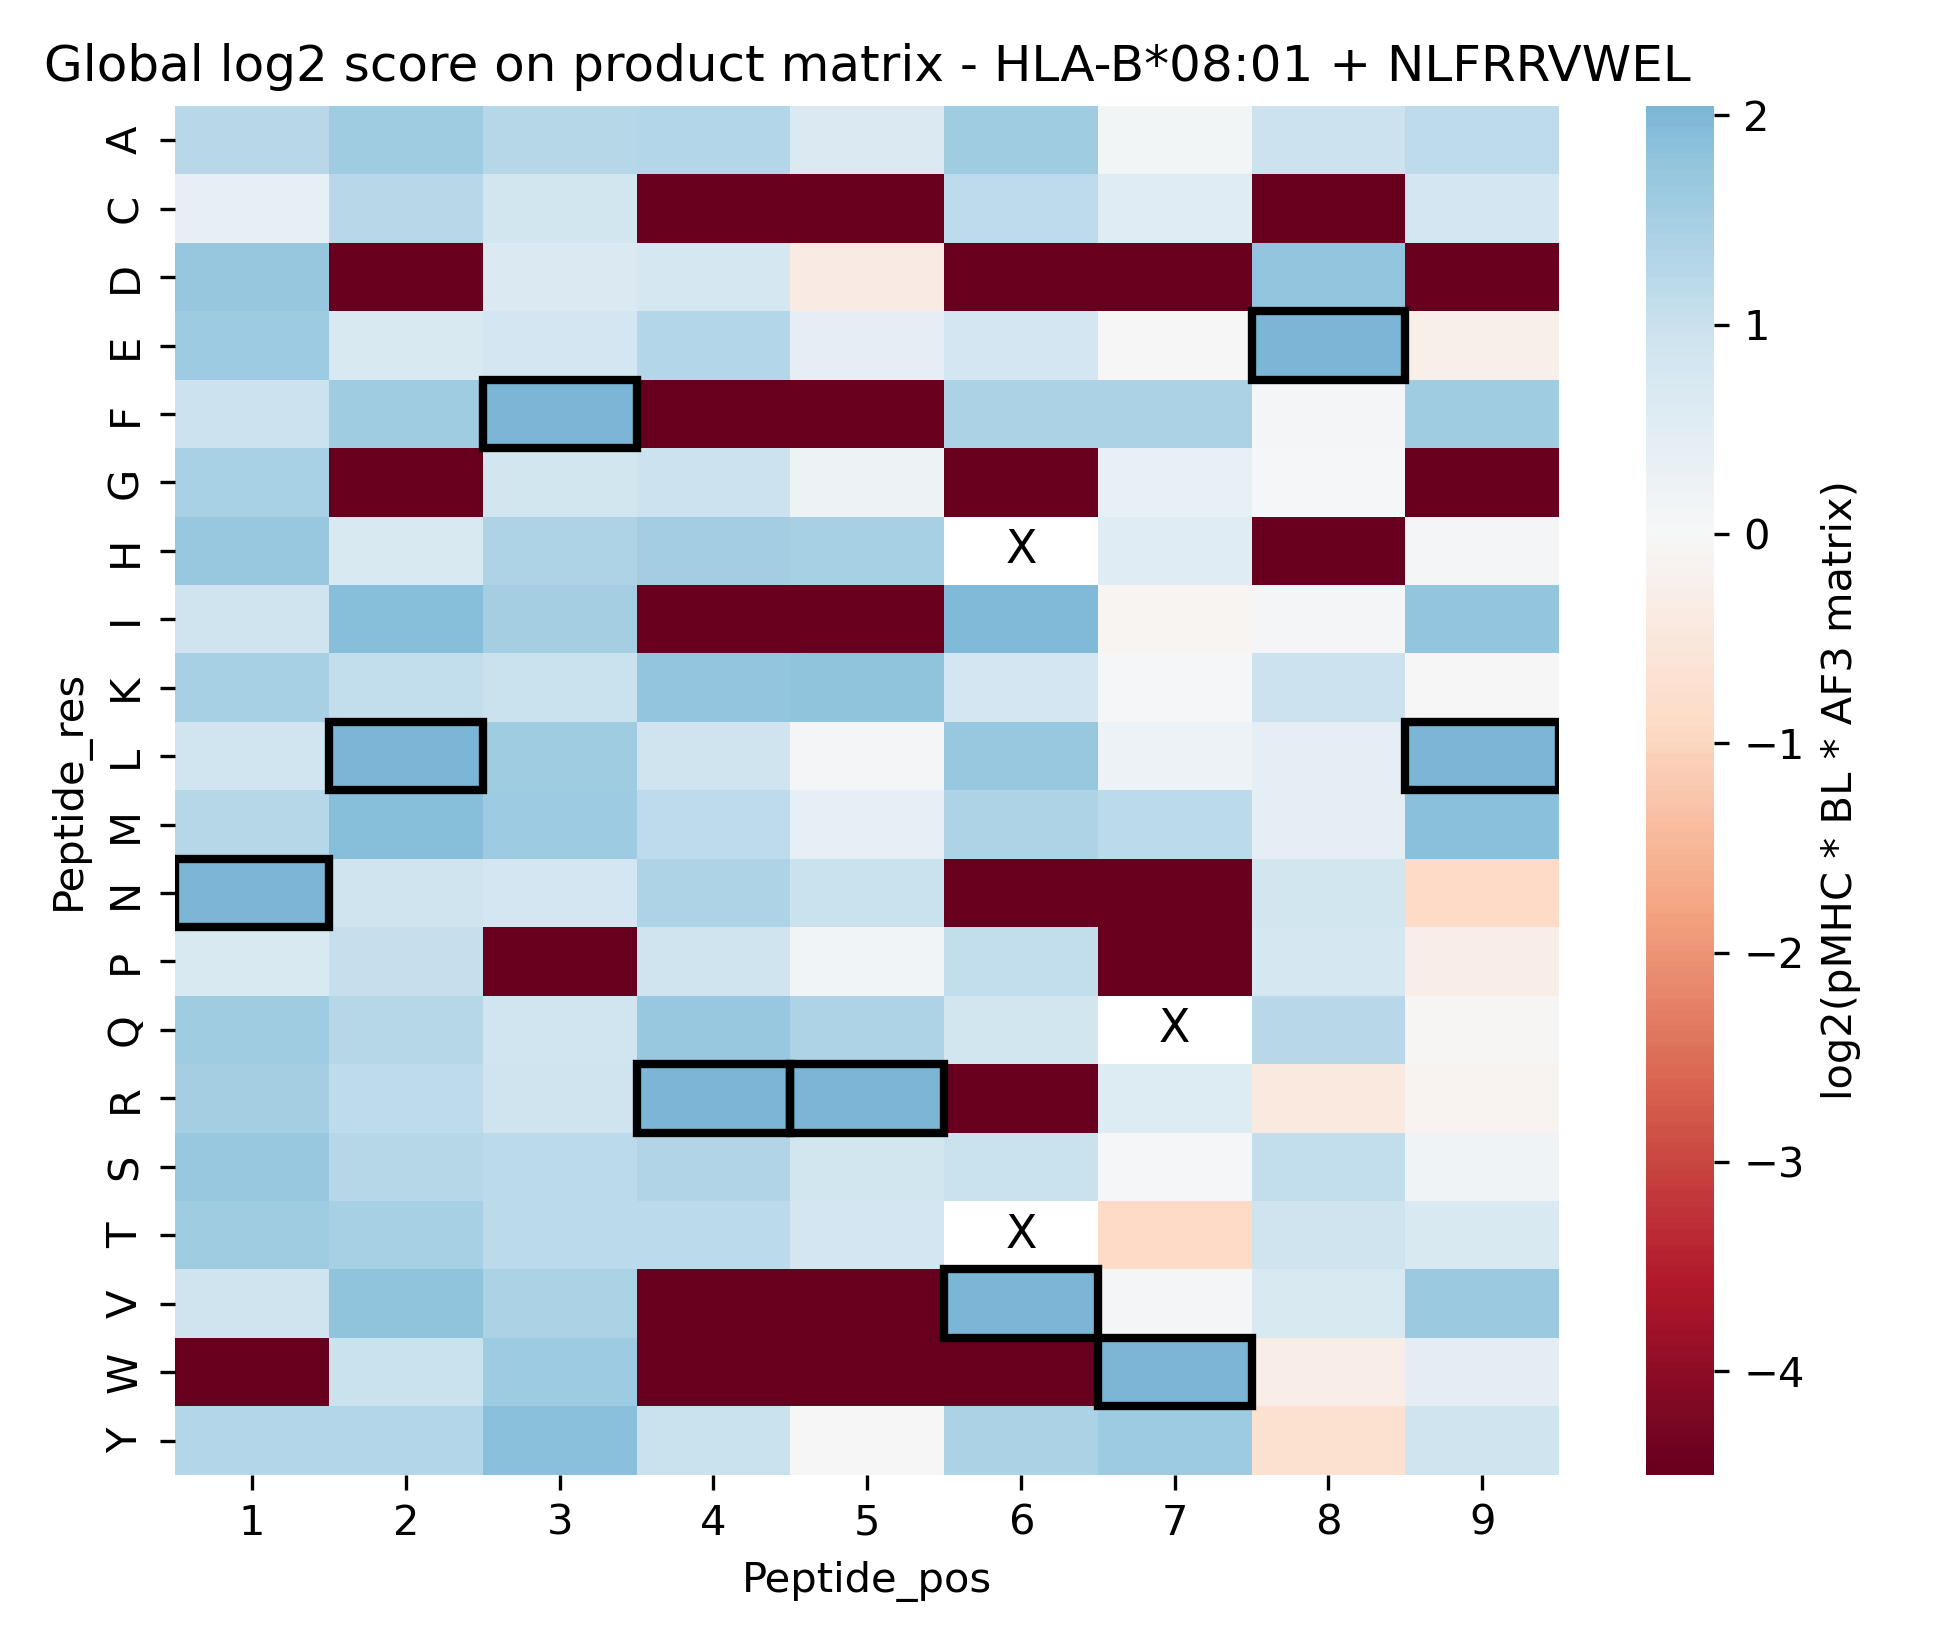 Global log2 score on product matrix - HLA-B*08:01 + NLFRRVWEL
Peptide_res
A
C
D
E
F
G
H
I
K
L
M
N
P
Q
R
S
T
V
W
Y
X
X
X
1 2 3 4 5 6 7 8 9
Peptide_pos
2
1
0
−1
−2
−3
−4
log2(pMHC * BL * AF3 matrix)